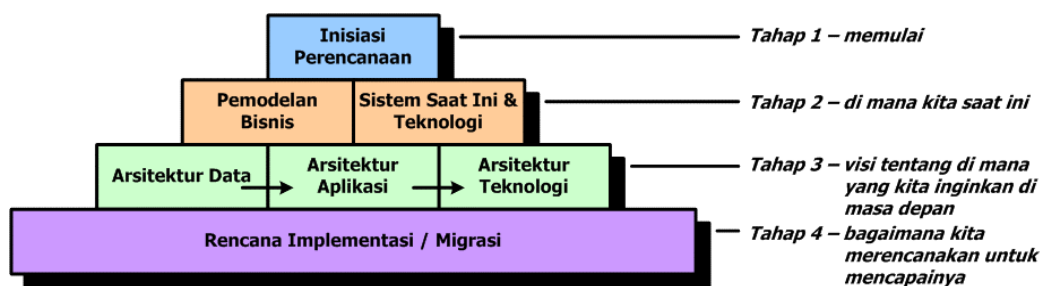 Inisiasi
Perencanaan
Tahap 1 – memulai
Pemodelan
Bisnis
Sistem Saat Ini &
Teknologi
Tahap 2 – di mana kita saat ini
Arsitektur Data
Arsitektur
Aplikasi
Arsitektur
Teknologi
Tahap 3 – visi tentang di mana
yang kita inginkan di
masa depan
Rencana Implementasi / Migrasi
Tahap 4 – bagaimana kita
merencanakan untuk
mencapainya